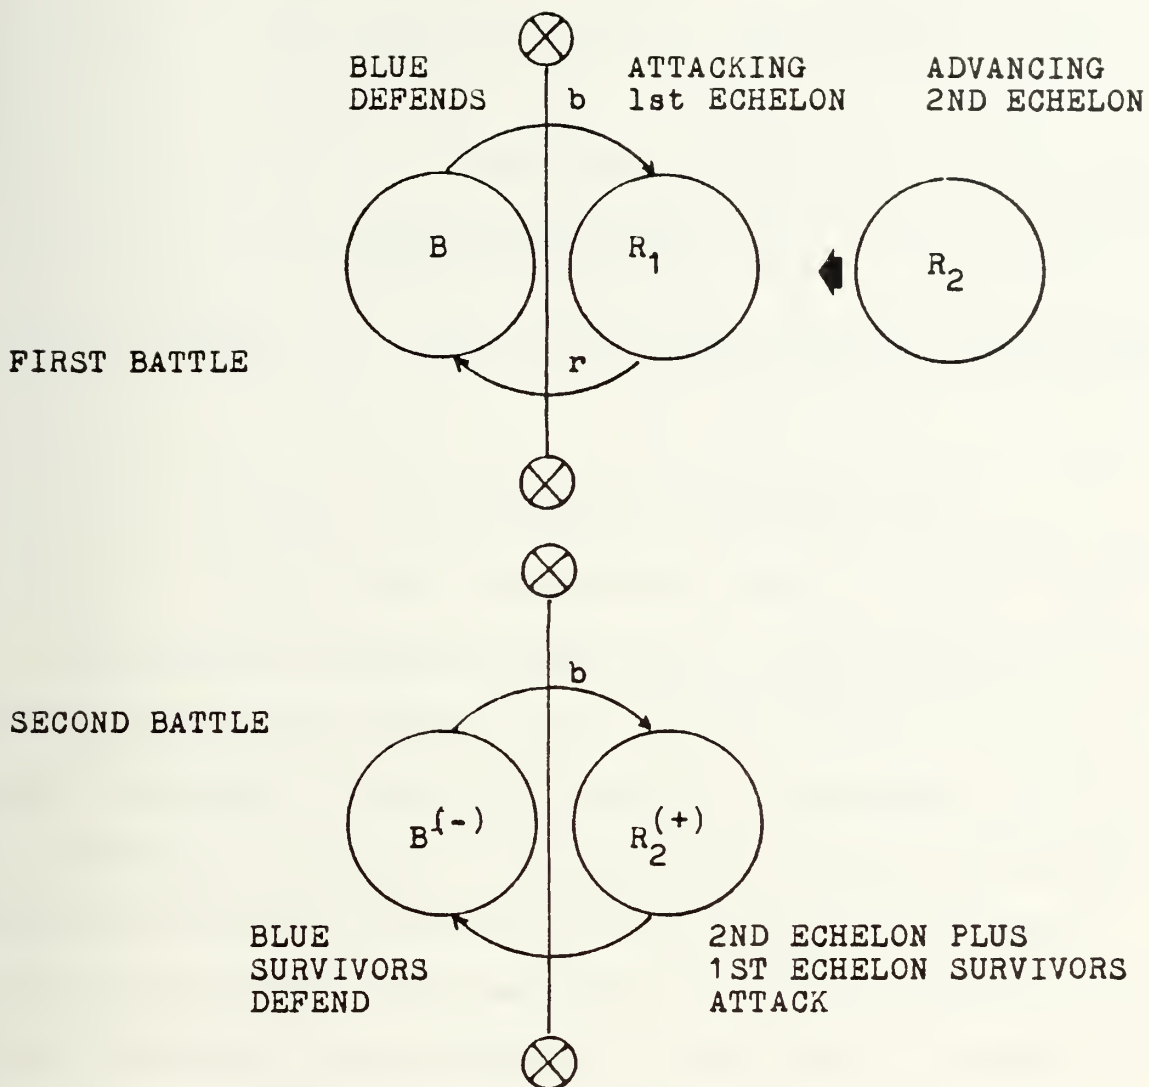 BLUE
DEFENDS
b
ATTACKING
1st ECHELON
ADVANCING
2ND ECHELON
B
R₁
R₂
FIRST BATTLE
r
b
SECOND BATTLE
B(-)
R₂(+)
BLUE
SURVIVORS
DEFEND
2ND ECHELON PLUS
1ST ECHELON SURVIVORS
ATTACK